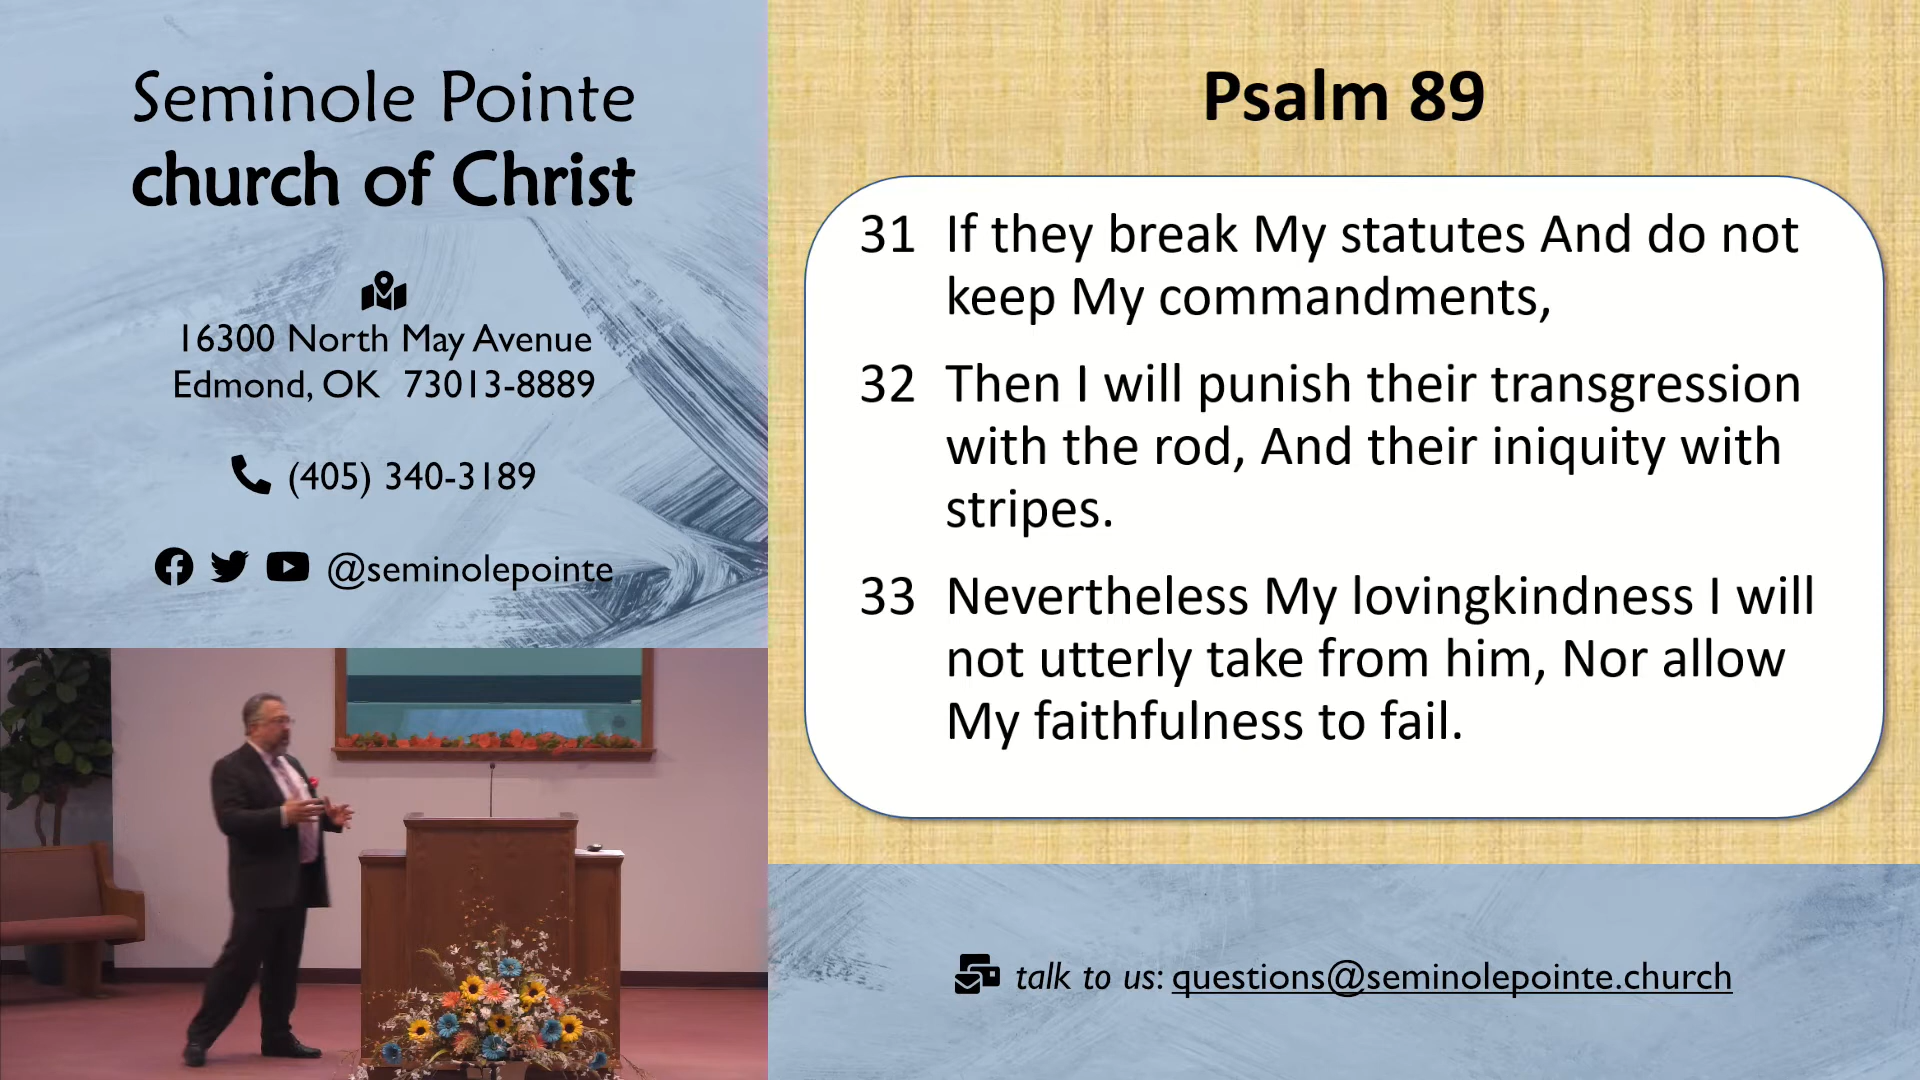 Seminole Pointe
church of Christ
16300 North May Avenue
Edmond, OK 73013-8889
(405) 340-3189
@seminolepointe
Psalm 89
31 If they break My statutes And do not
keep My commandments,
32 Then I will punish their transgression
with the rod, And their iniquity with
stripes.
33 Nevertheless My lovingkindness I will
not utterly take from him, Nor allow
My faithfulness to fail.
talk to us: questions@seminolepointe.church